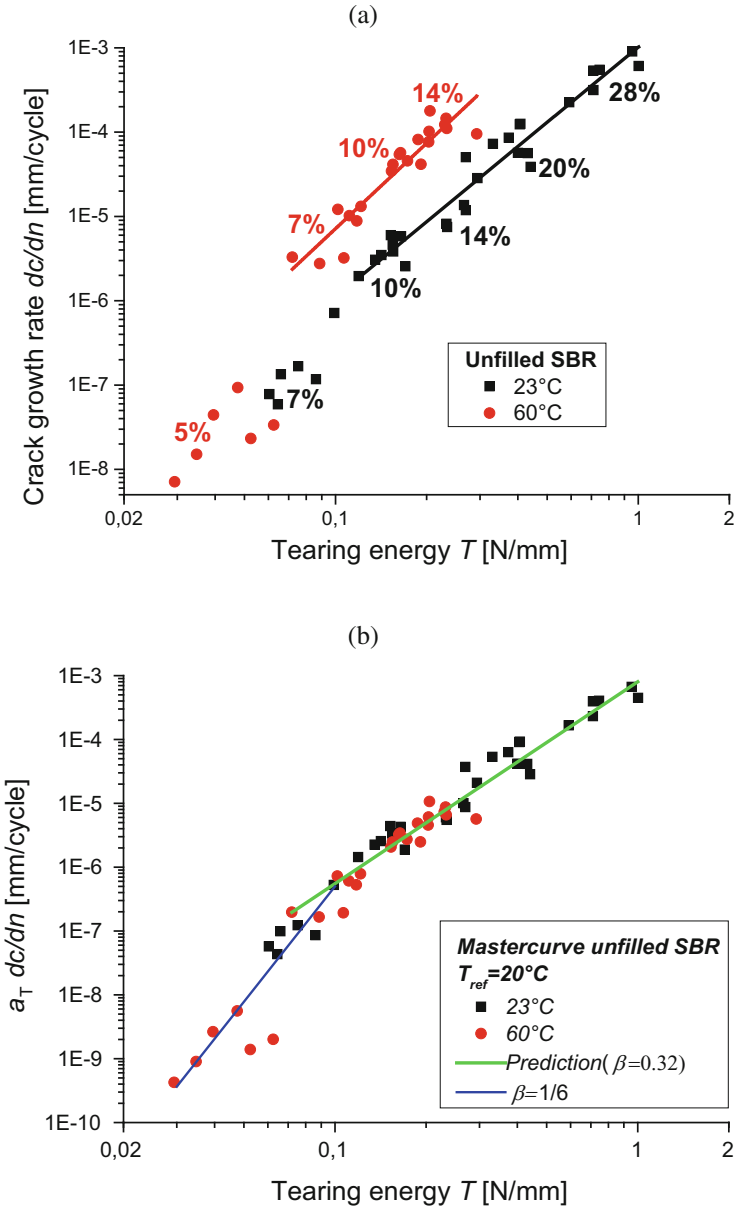 (a)
Crack growth rate dc/dn [mm/cycle]
1E-3
1E-4
1E-5
1E-6
1E-7
1E-8
14%
10%
7%
5%
28%
20%
14%
10%
7%
Unfilled SBR
23°C
60°C
0,02
0,1
1
2
Tearing energy T [N/mm]
(b)
a_T dc/dn [mm/cycle]
1E-3
1E-4
1E-5
1E-6
1E-7
1E-8
1E-9
1E-10
Mastercurve unfilled SBR
T_ref=20°C
23°C
60°C
Prediction( β=0.32)
β=1/6
0,02
0,1
1
2
Tearing energy T [N/mm]